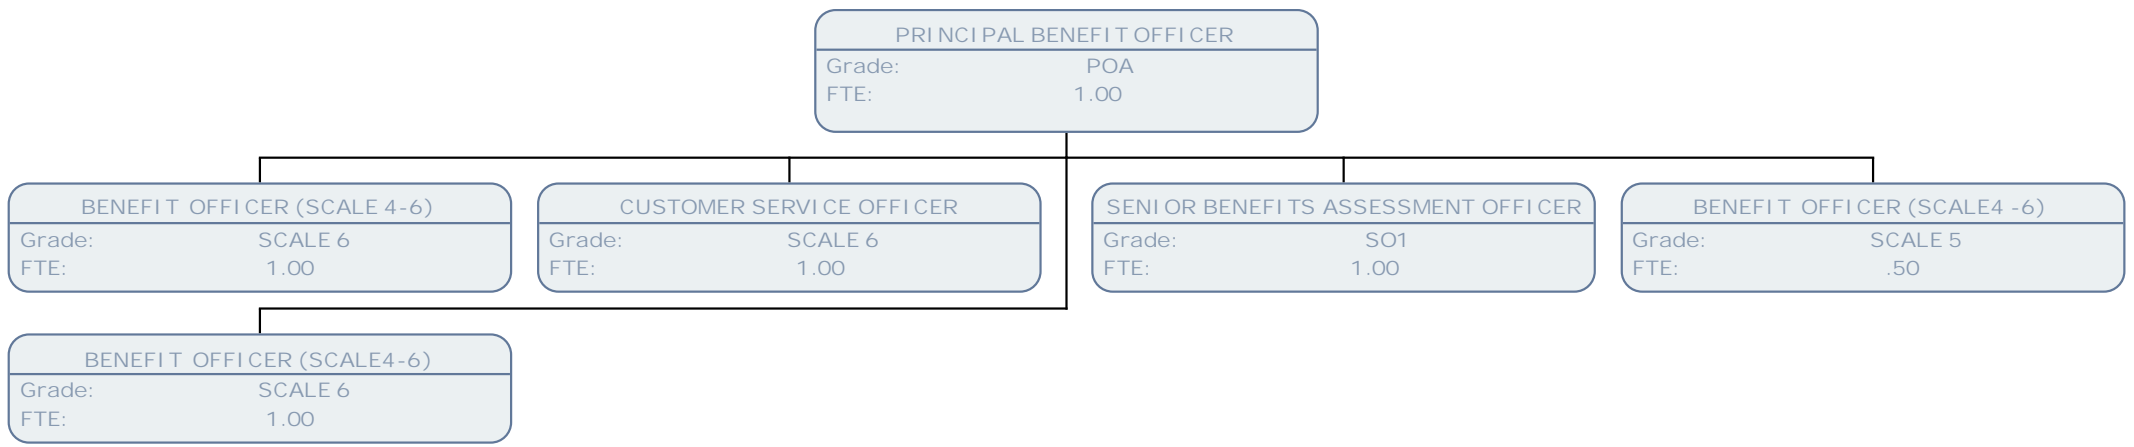 PRINCIPAL BENEFIT OFFICER
Grade: POA
FTE: 1.00
BENEFIT OFFICER (SCALE 4-6)
Grade: SCALE 6
FTE: 1.00
CUSTOMER SERVICE OFFICER
Grade: SCALE 6
FTE: 1.00
SENIOR BENEFITS ASSESSMENT OFFICER
Grade: SO1
FTE: 1.00
BENEFIT OFFICER (SCALE4 -6)
Grade: SCALE 5
FTE: .50
BENEFIT OFFICER (SCALE4-6)
Grade: SCALE 6
FTE: 1.00